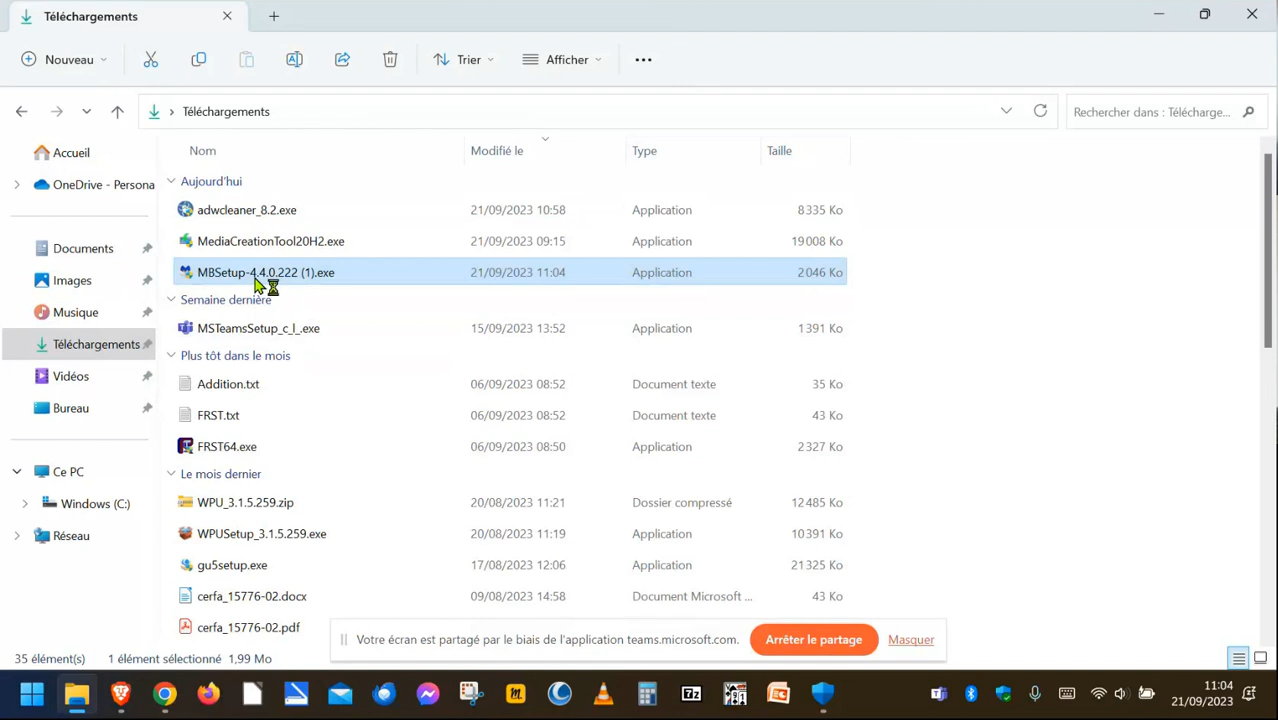 Téléchargements
Nouveau
Trier
Afficher
Téléchargements
Rechercher dans : Télécharge...
Accueil
OneDrive - Persona
Documents
Images
Musique
Téléchargements
Vidéos
Bureau
Ce PC
Windows (C:)
Réseau
Nom Modifié le Type Taille
Aujourd'hui
adwcleaner_8.2.exe 21/09/2023 10:58 Application 8 335 Ko
MediaCreationTool20H2.exe 21/09/2023 09:15 Application 19 008 Ko
MBSetup-4.4.0.222 (1).exe 21/09/2023 11:04 Application 2 046 Ko
Semaine dernière
MSTeamsSetup_c_l_.exe 15/09/2023 13:52 Application 1 391 Ko
Plus tôt dans le mois
Addition.txt 06/09/2023 08:52 Document texte 35 Ko
FRST.txt 06/09/2023 08:52 Document texte 43 Ko
FRST64.exe 06/09/2023 08:50 Application 2 327 Ko
Le mois dernier
WPU_3.1.5.259.zip 20/08/2023 11:21 Dossier compressé 12 485 Ko
WPUSetup_3.1.5.259.exe 20/08/2023 11:19 Application 10 391 Ko
gu5setup.exe 17/08/2023 12:06 Application 21 325 Ko
cerfa_15776-02.docx 09/08/2023 14:58 Document Microsoft ... 43 Ko
cerfa_15776-02.pdf
Votre écran est partagé par le biais de l'application teams.microsoft.com. Arrêter le partage Masquer
35 élément(s) 1 élément sélectionné 1,99 Mo
7z
11:04
21/09/2023